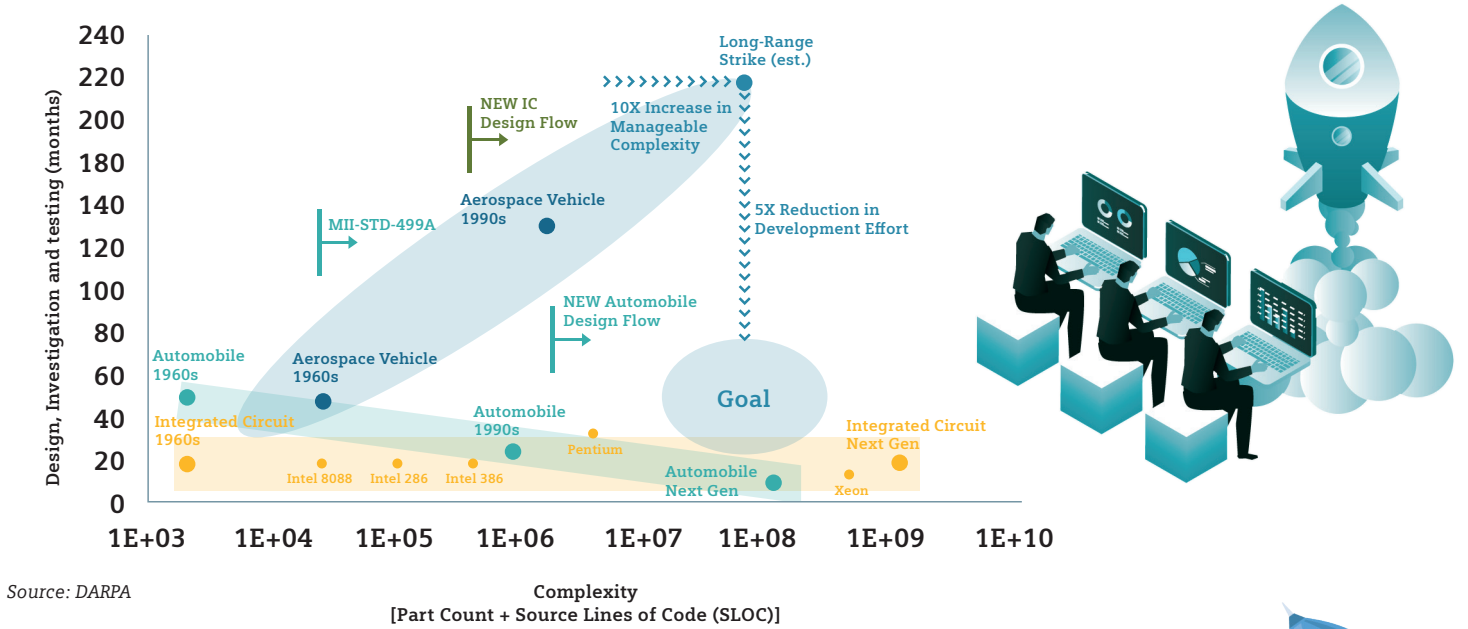 240
220
200
180
160
140
120
100
80
60
40
20
0
Design, Investigation and testing (months)
Long-Range
Strike (est.)
10X Increase in
Manageable
Complexity
NEW IC
Design Flow
Aerospace Vehicle
1990s
MII-STD-499A
5X Reduction in
Development Effort
NEW Automobile
Design Flow
Automobile
1960s
Aerospace Vehicle
1960s
Goal
Integrated Circuit
1960s
Automobile
1990s
Pentium
Integrated Circuit
Next Gen
Intel 8088
Intel 286
Intel 386
Automobile
Next Gen
Xeon
1E+03
1E+04
1E+05
1E+06
1E+07
1E+08
1E+09
1E+10
Source: DARPA
Complexity
[Part Count + Source Lines of Code (SLOC)]